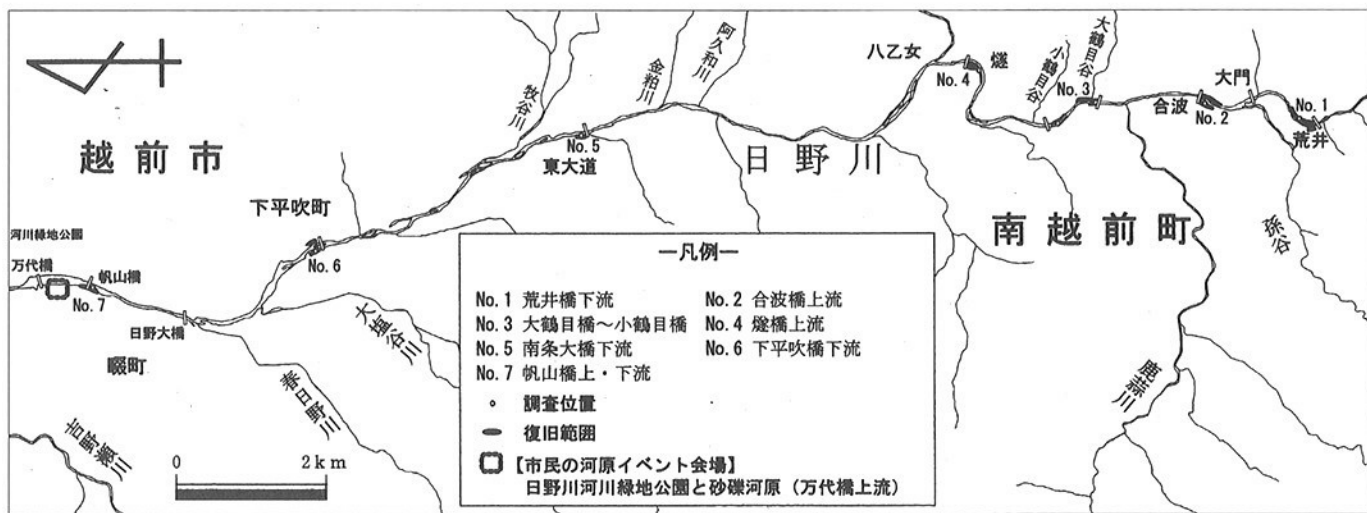 越前市
南越前町
日野川
河川緑地公園
万代橋
帆山橋
No.7
日野大橋
畷町
吉野瀬川
春日野川
大塩谷川
下平吹町
No.6
牧谷川
金粕川
阿久和川
No.5
東大道
八乙女
No.4
燧
小鶴目谷
大鶴目谷
No.3
合波
No.2
大門
No.1
荒井
孫谷
鹿蒜川
0 2km
―凡例―
No.1 荒井橋下流 No.2 合波橋上流
No.3 大鶴目橋～小鶴目橋 No.4 燧橋上流
No.5 南条大橋下流 No.6 下平吹橋下流
No.7 帆山橋上・下流
調査位置
復旧範囲
【市民の河原イベント会場】
日野川河川緑地公園と砂礫河原（万代橋上流）